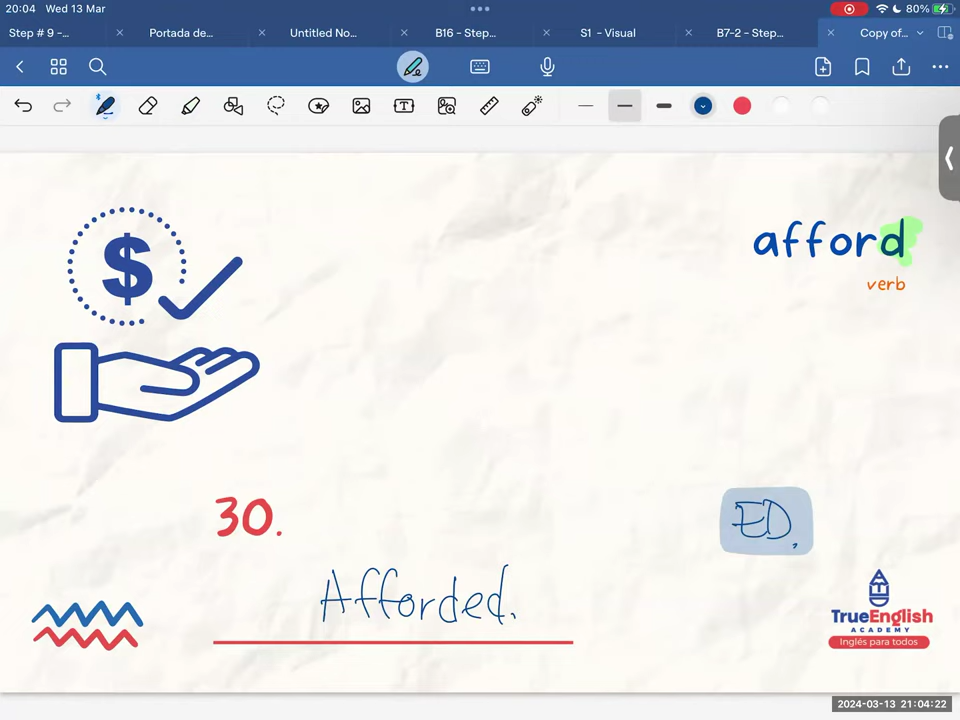 20:04 Wed 13 Mar
80%
Step # 9 –...
Portada de...
Untitled No...
B16 – Step...
S1 - Visual
B7-2 – Step...
Copy of...
T
$
afford
verb
30.
ED.
Afforded.
TrueEnglish
ACADEMY
Inglés para todos
2024-03-13 21:04:22